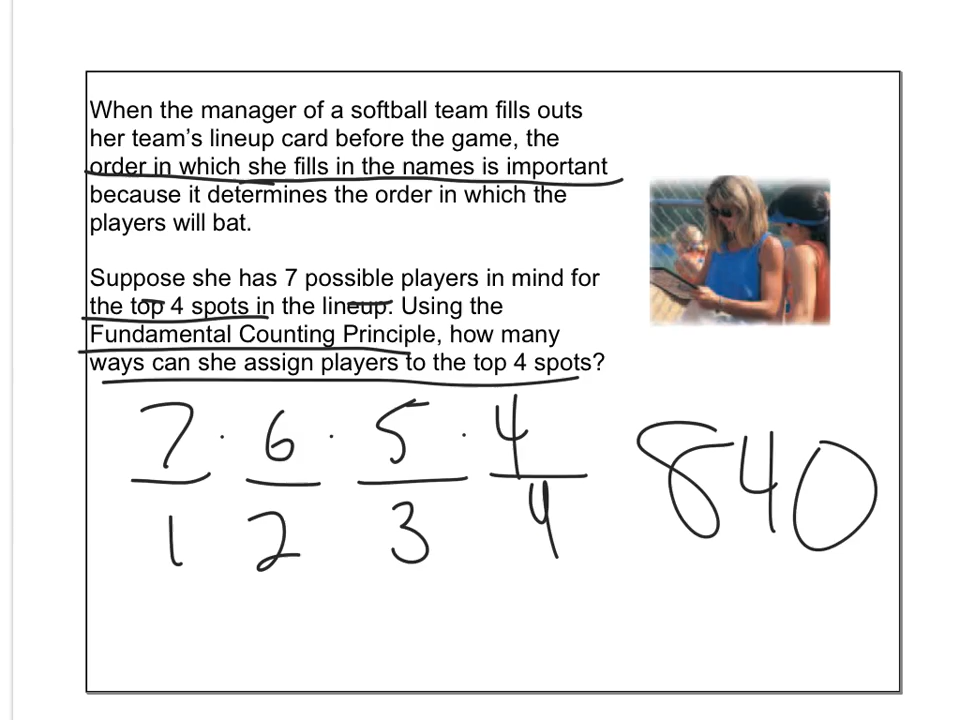 When the manager of a softball team fills outs
her team's lineup card before the game, the
order in which she fills in the names is important
because it determines the order in which the
players will bat.
Suppose she has 7 possible players in mind for
the top 4 spots in the lineup. Using the
Fundamental Counting Principle, how many
ways can she assign players to the top 4 spots?
7 · 6 · 5 · 4
1 2 3 4
840